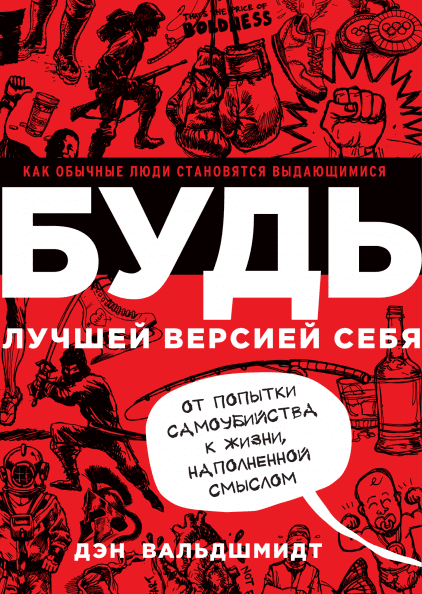 THAT'S THE PRICE OF
BOLDNESS
КАК ОБЫЧНЫЕ ЛЮДИ СТАНОВЯТСЯ ВЫДАЮЩИМИСЯ
БУДЬ
ЛУЧШЕЙ ВЕРСИЕЙ СЕБЯ
ОТ ПОПЫТКИ
САМОУБИЙСТВА
К ЖИЗНИ,
НАПОЛНЕННОЙ
СМЫСЛОМ
ДЭН ВАЛЬДШМИДТ